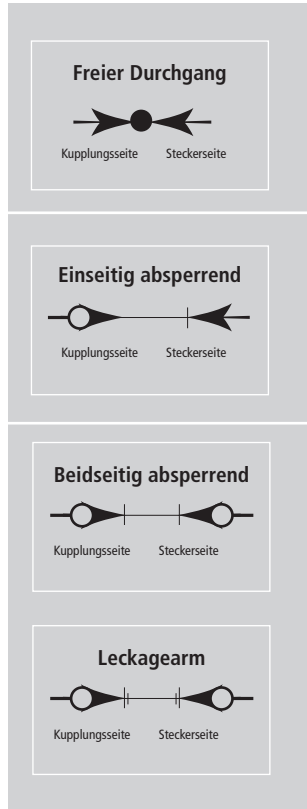 Freier Durchgang
Kupplungsseite Steckerseite
Einseitig absperrend
Kupplungsseite Steckerseite
Beidseitig absperrend
Kupplungsseite Steckerseite
Leckagearm
Kupplungsseite Steckerseite